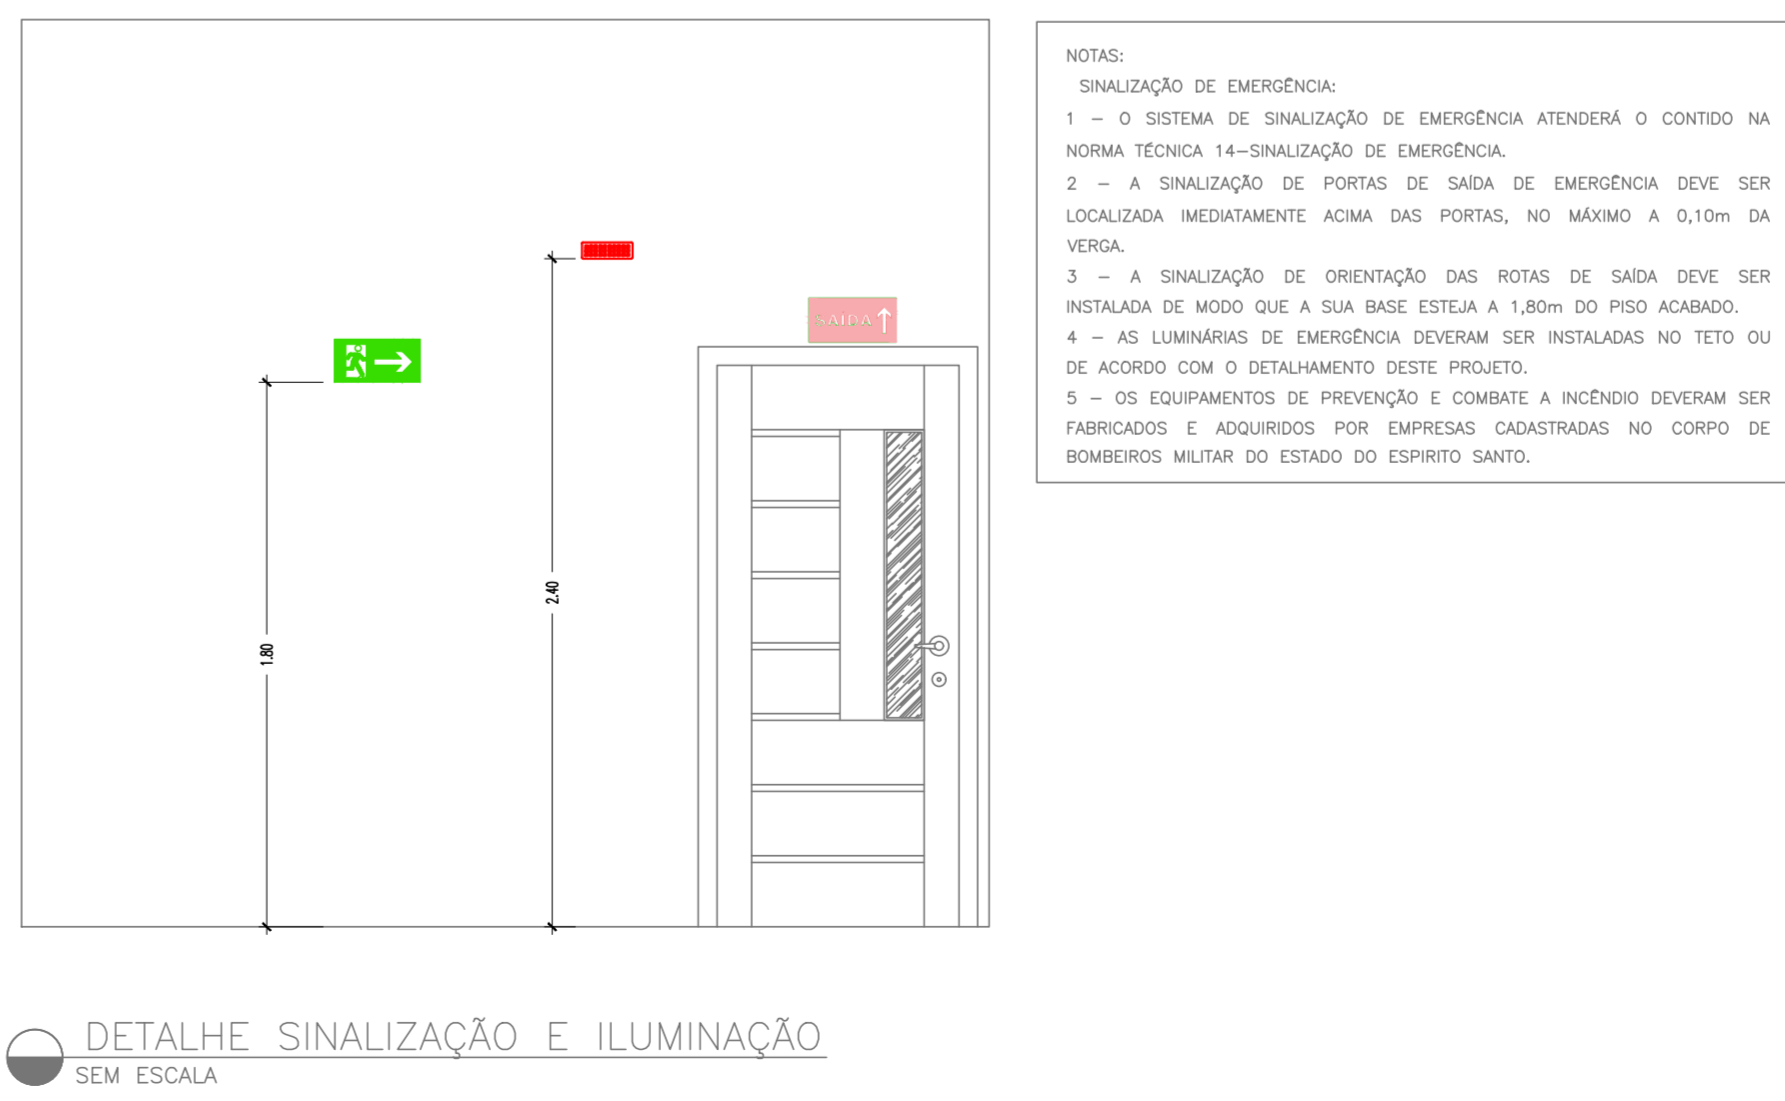 NOTAS:
SINALIZAÇÃO DE EMERGÊNCIA:
1 – O SISTEMA DE SINALIZAÇÃO DE EMERGÊNCIA ATENDERÁ O CONTIDO NA
NORMA TÉCNICA 14–SINALIZAÇÃO DE EMERGÊNCIA.
2 – A SINALIZAÇÃO DE PORTAS DE SAÍDA DE EMERGÊNCIA DEVE SER
LOCALIZADA IMEDIATAMENTE ACIMA DAS PORTAS, NO MÁXIMO A 0,10m DA
VERGA.
3 – A SINALIZAÇÃO DE ORIENTAÇÃO DAS ROTAS DE SAÍDA DEVE SER
INSTALADA DE MODO QUE A SUA BASE ESTEJA A 1,80m DO PISO ACABADO.
4 – AS LUMINÁRIAS DE EMERGÊNCIA DEVERAM SER INSTALADAS NO TETO OU
DE ACORDO COM O DETALHAMENTO DESTE PROJETO.
5 – OS EQUIPAMENTOS DE PREVENÇÃO E COMBATE A INCÊNDIO DEVERAM SER
FABRICADOS E ADQUIRIDOS POR EMPRESAS CADASTRADAS NO CORPO DE
BOMBEIROS MILITAR DO ESTADO DO ESPIRITO SANTO.
SAÍDA
2.40
1.80
DETALHE SINALIZAÇÃO E ILUMINAÇÃO
SEM ESCALA